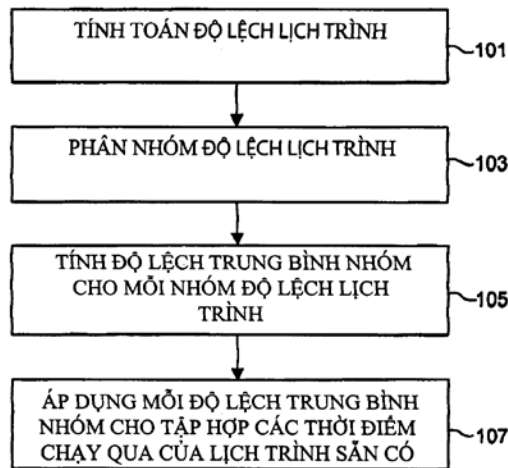 TÍNH TOÁN ĐỘ LỆCH LỊCH TRÌNH
101
PHÂN NHÓM ĐỘ LỆCH LỊCH TRÌNH
103
TÍNH ĐỘ LỆCH TRUNG BÌNH NHÓM
CHO MỖI NHÓM ĐỘ LỆCH LỊCH
TRÌNH
105
ÁP DỤNG MỖI ĐỘ LỆCH TRUNG BÌNH
NHÓM CHO TẬP HỢP CÁC THỜI ĐIỂM
CHẠY QUA CỦA LỊCH TRÌNH SẴN CÓ
107